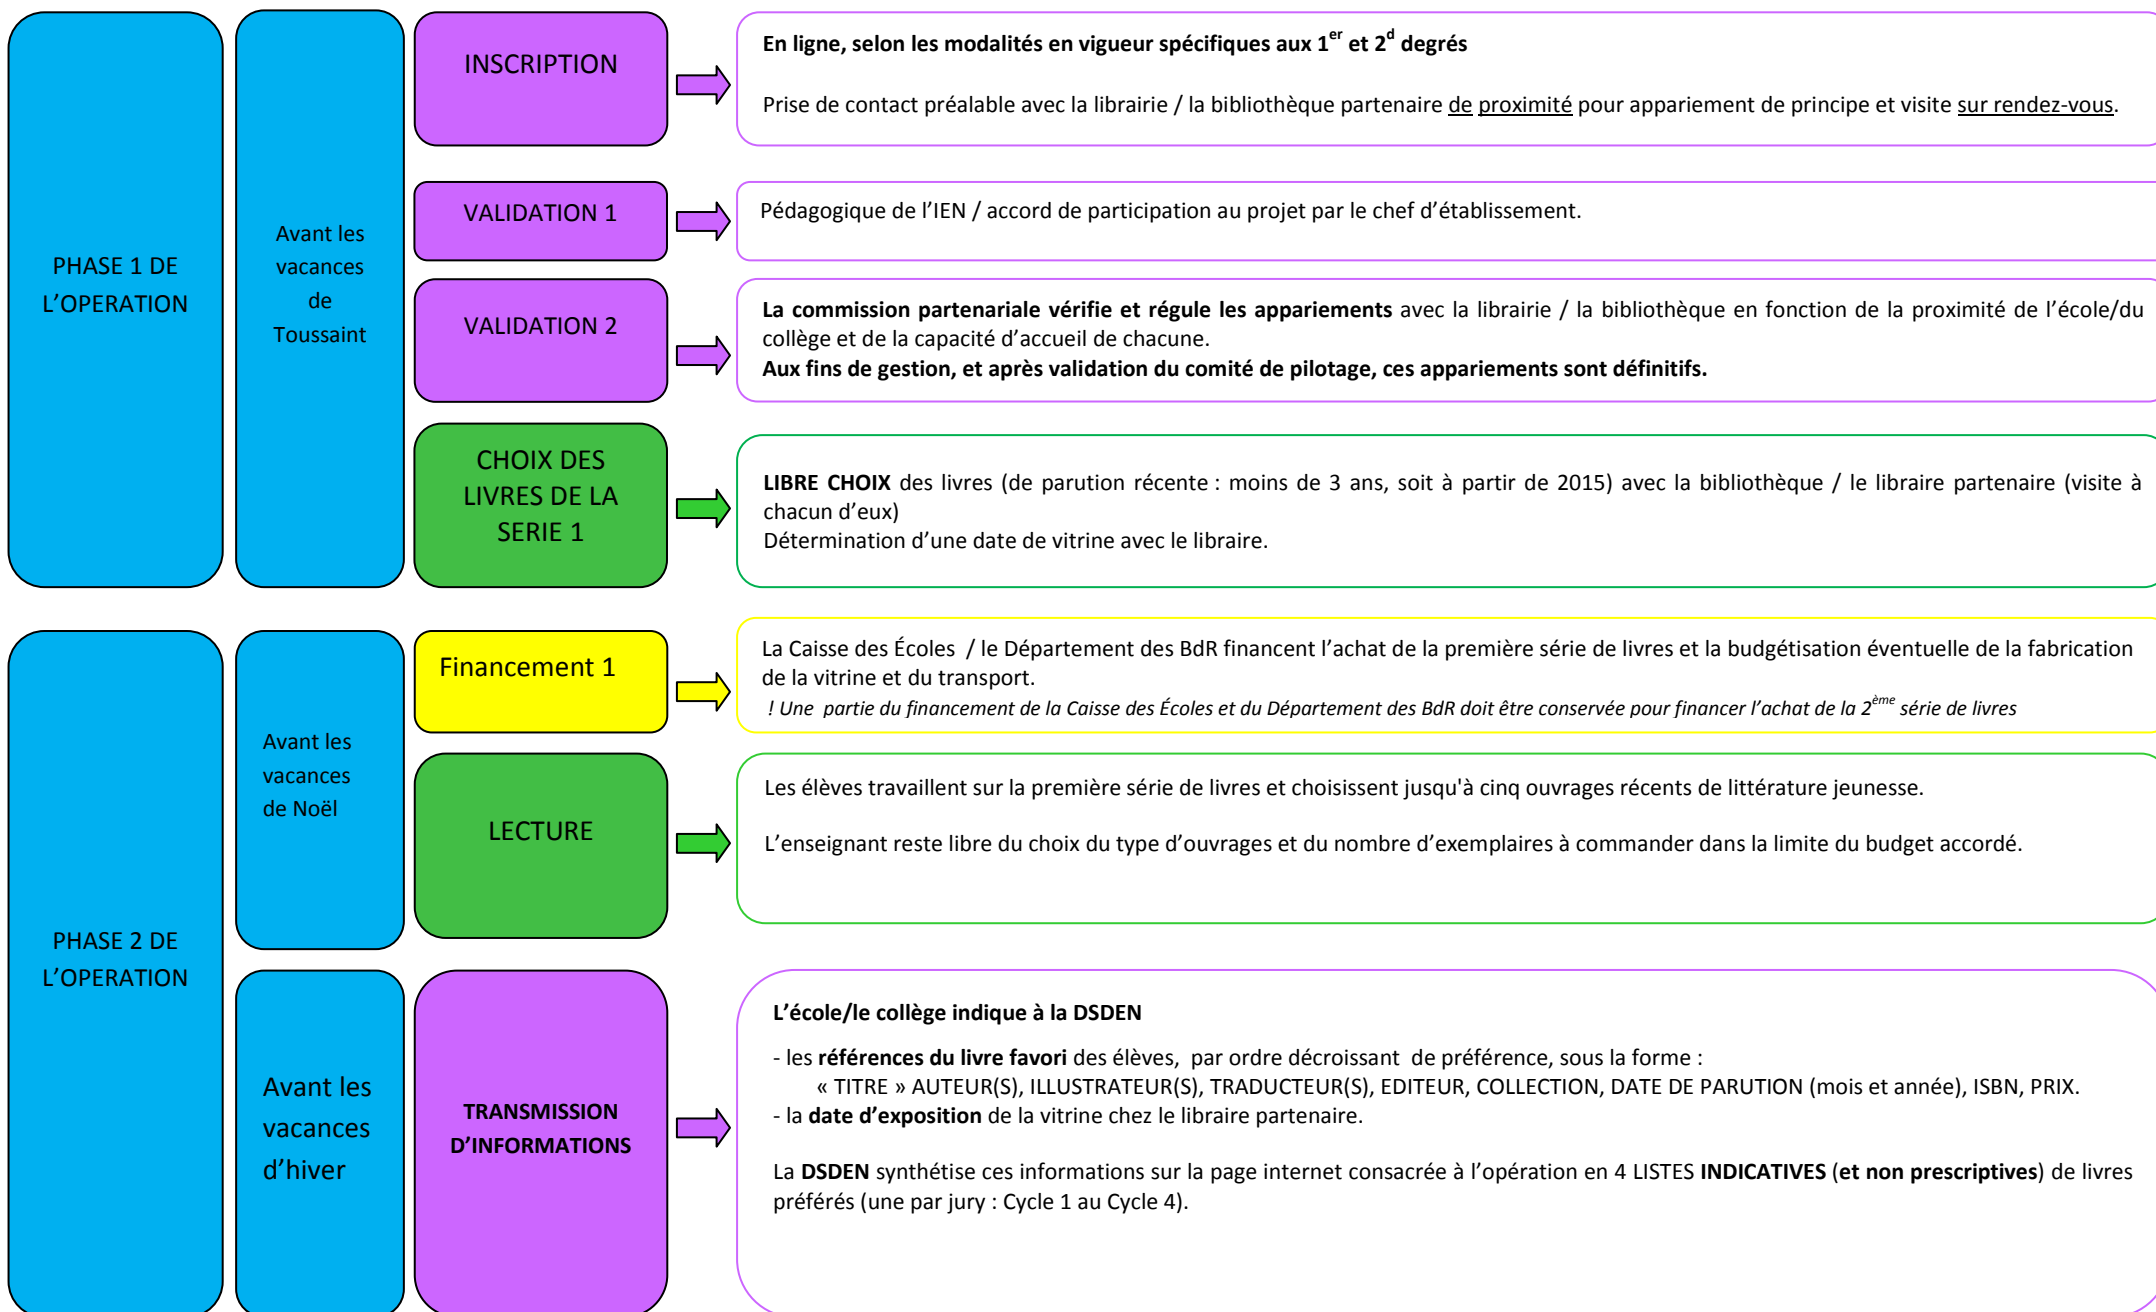 PHASE 1 DE
L’OPERATION
Avant les
vacances
de
Toussaint
INSCRIPTION
En ligne, selon les modalités en vigueur spécifiques aux 1er et 2d degrés
Prise de contact préalable avec la librairie / la bibliothèque partenaire de proximité pour appariement de principe et visite sur rendez-vous.
VALIDATION 1
Pédagogique de l’IEN / accord de participation au projet par le chef d’établissement.
VALIDATION 2
La commission partenariale vérifie et régule les appariements avec la librairie / la bibliothèque en fonction de la proximité de l’école/du
collège et de la capacité d’accueil de chacune.
Aux fins de gestion, et après validation du comité de pilotage, ces appariements sont définitifs.
CHOIX DES
LIVRES DE LA
SERIE 1
LIBRE CHOIX des livres (de parution récente : moins de 3 ans, soit à partir de 2015) avec la bibliothèque / le libraire partenaire (visite à
chacun d’eux)
Détermination d’une date de vitrine avec le libraire.
PHASE 2 DE
L’OPERATION
Avant les
vacances
de Noël
Financement 1
La Caisse des Écoles / le Département des BdR financent l’achat de la première série de livres et la budgétisation éventuelle de la fabrication
de la vitrine et du transport.
! Une partie du financement de la Caisse des Écoles et du Département des BdR doit être conservée pour financer l’achat de la 2ème série de livres
LECTURE
Les élèves travaillent sur la première série de livres et choisissent jusqu'à cinq ouvrages récents de littérature jeunesse.
L’enseignant reste libre du choix du type d’ouvrages et du nombre d’exemplaires à commander dans la limite du budget accordé.
Avant les
vacances
d’hiver
TRANSMISSION
D’INFORMATIONS
L’école/le collège indique à la DSDEN
- les références du livre favori des élèves, par ordre décroissant de préférence, sous la forme :
« TITRE » AUTEUR(S), ILLUSTRATEUR(S), TRADUCTEUR(S), EDITEUR, COLLECTION, DATE DE PARUTION (mois et année), ISBN, PRIX.
- la date d’exposition de la vitrine chez le libraire partenaire.
La DSDEN synthétise ces informations sur la page internet consacrée à l’opération en 4 LISTES INDICATIVES (et non prescriptives) de livres
préférés (une par jury : Cycle 1 au Cycle 4).